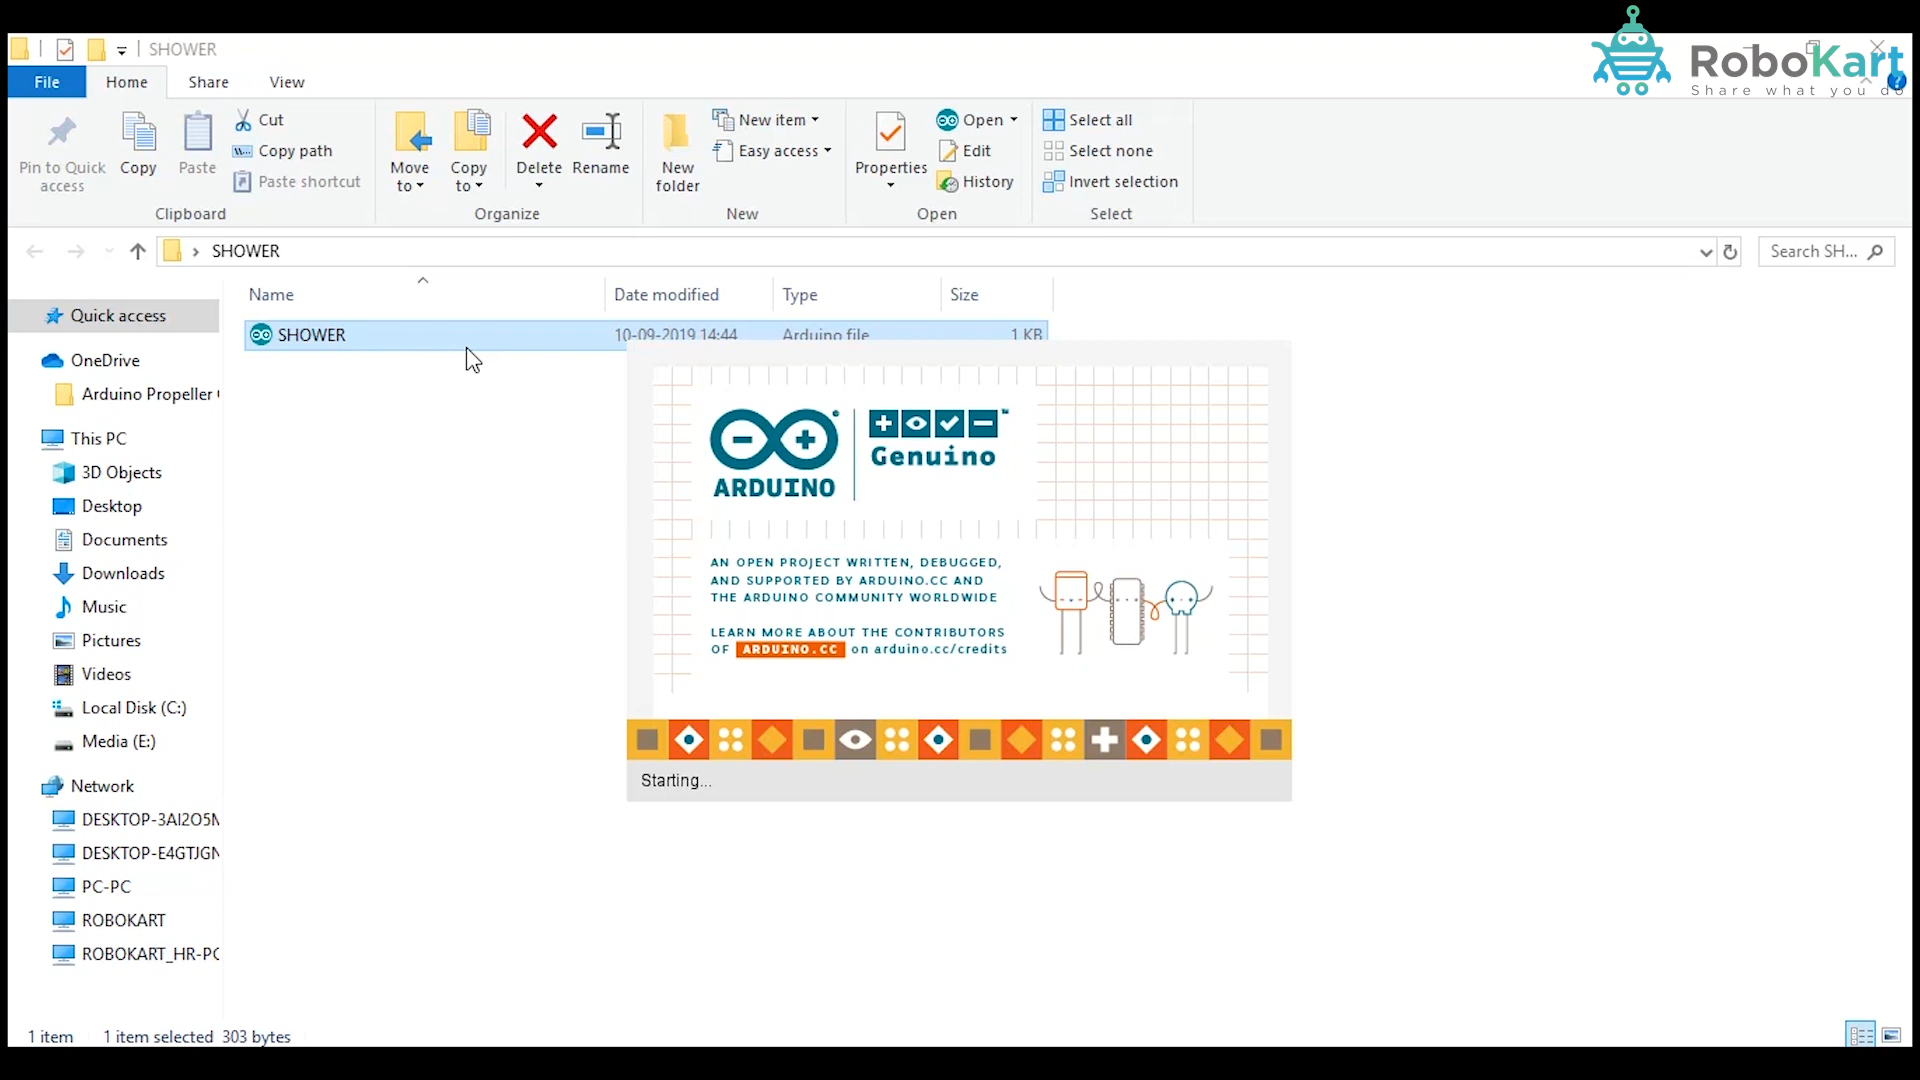 SHOWER
RoboKart
Share what you do
File
Home
Share
View
Pin to Quick
access
Copy
Paste
Cut
Copy path
Paste shortcut
Clipboard
Move
to
Copy
to
Delete
Rename
Organize
New
folder
New item
Easy access
New
Properties
Open
Edit
History
Open
Select all
Select none
Invert selection
Select
SHOWER
Search SH...
Name
Date modified
Type
Size
SHOWER
10-09-2019 14:44
Arduino file
1 KB
Quick access
OneDrive
Arduino Propeller
This PC
3D Objects
Desktop
Documents
Downloads
Music
Pictures
Videos
Local Disk (C:)
Media (E:)
Network
DESKTOP-3AI2O5M
DESKTOP-E4GTJGN
PC-PC
ROBOKART
ROBOKART_HR-PC
ARDUINO
Genuino
™
AN OPEN PROJECT WRITTEN, DEBUGGED,
AND SUPPORTED BY ARDUINO.CC AND
THE ARDUINO COMMUNITY WORLDWIDE
LEARN MORE ABOUT THE CONTRIBUTORS
OF ARDUINO.CC on arduino.cc/credits
Starting...
1 item
1 item selected 303 bytes